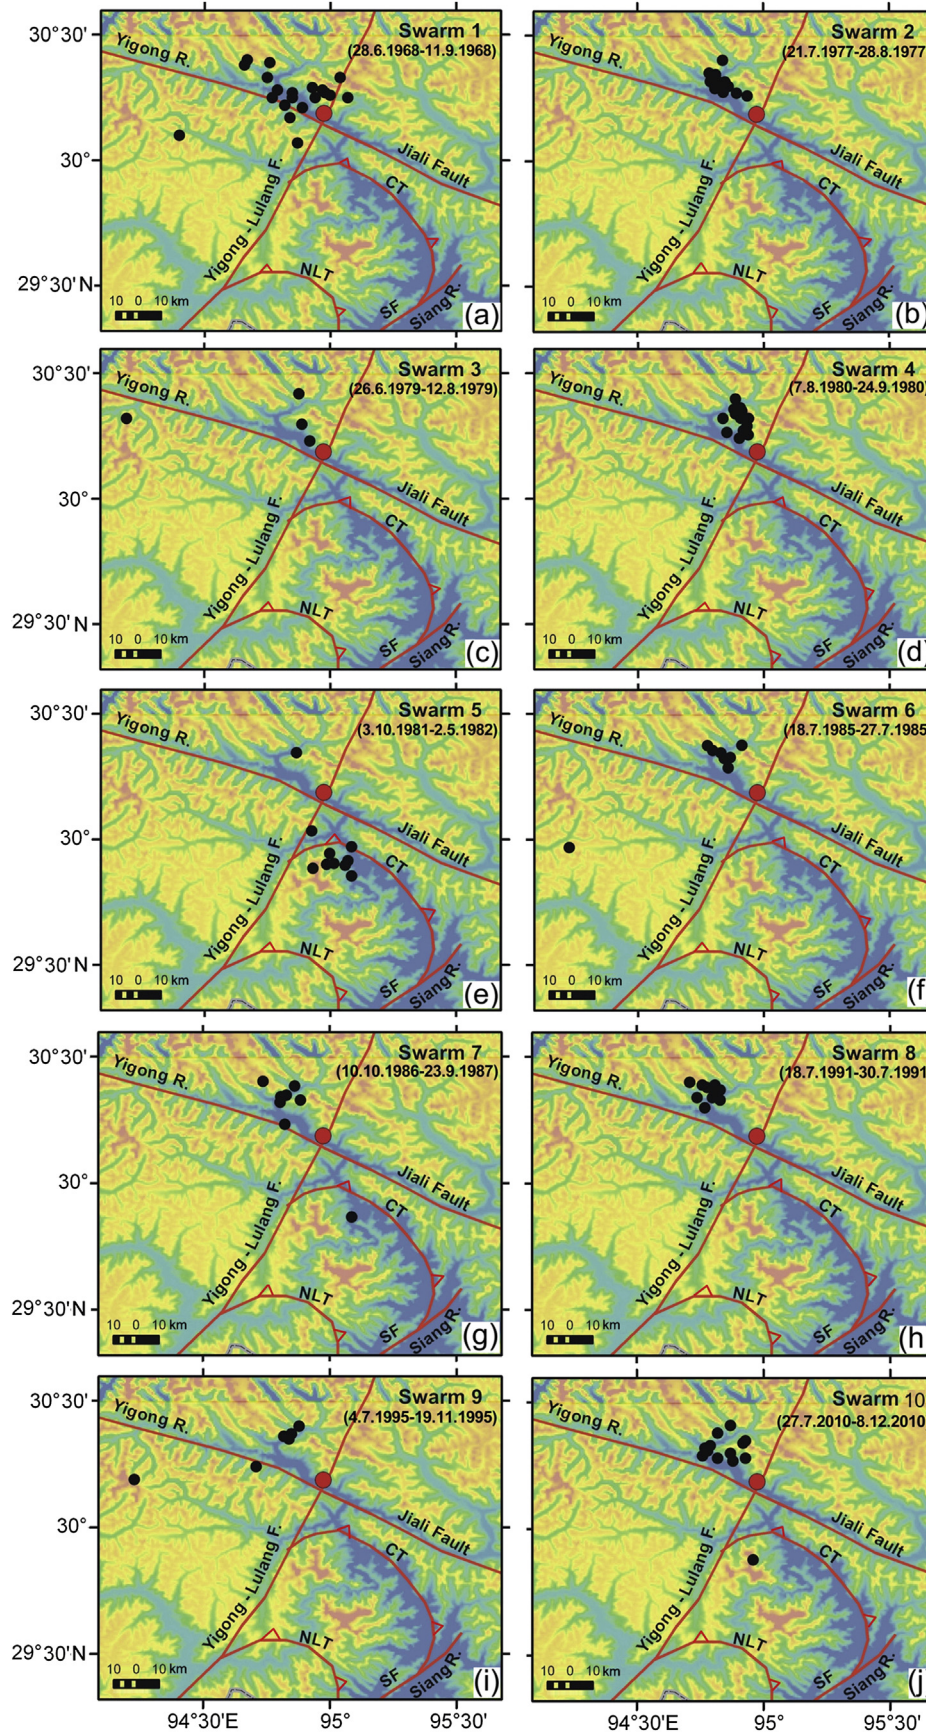 30°30'
Swarm 1
(28.6.1968-11.9.1968)
Yigong R.
30°
Jiali Fault
Yigong - Lulang F.
CT
NLT
29°30' N
10 0 10 km
SF
Siang R.
(a)
Swarm 2
(21.7.1977-28.8.1977
Yigong R.
Jiali Fault
Yigong - Lulang F.
CT
NLT
10 0 10 km
SF
Siang R.
(b)
30°30'
Swarm 3
(26.6.1979-12.8.1979)
Yigong R.
30°
Jiali Fault
Yigong - Lulang F.
CT
NLT
29°30' N
10 0 10 km
SF
Siang R.
(c)
Swarm 4
(7.8.1980-24.9.1980)
Yigong R.
Jiali Fault
Yigong - Lulang F.
CT
NLT
10 0 10 km
SF
Siang R.
(d)
30°30'
Swarm 5
(3.10.1981-2.5.1982)
Yigong R.
30°
Jiali Fault
Yigong - Lulang F.
CT
NLT
29°30' N
10 0 10 km
SF
Siang R.
(e)
Swarm 6
(18.7.1985-27.7.1985
Yigong R.
Jiali Fault
Yigong - Lulang F.
CT
NLT
10 0 10 km
SF
Siang R.
(f
30°30'
Swarm 7
(10.10.1986-23.9.1987)
Yigong R.
30°
Jiali Fault
Yigong - Lulang F.
CT
NLT
29°30' N
10 0 10 km
SF
Siang R.
(g)
Swarm 8
(18.7.1991-30.7.1991
Yigong R.
Jiali Fault
Yigong - Lulang F.
CT
NLT
10 0 10 km
SF
Siang R.
(h
30°30'
Swarm 9
(4.7.1995-19.11.1995)
Yigong R.
30°
Jiali Fault
Yigong - Lulang F.
CT
NLT
29°30' N
10 0 10 km
SF
Siang R.
(i)
Swarm 10
(27.7.2010-8.12.2010
Yigong R.
Jiali Fault
Yigong - Lulang F.
CT
NLT
10 0 10 km
SF
Siang R.
(j
94°30'E 95° 95°30' 94°30'E 95° 95°30'